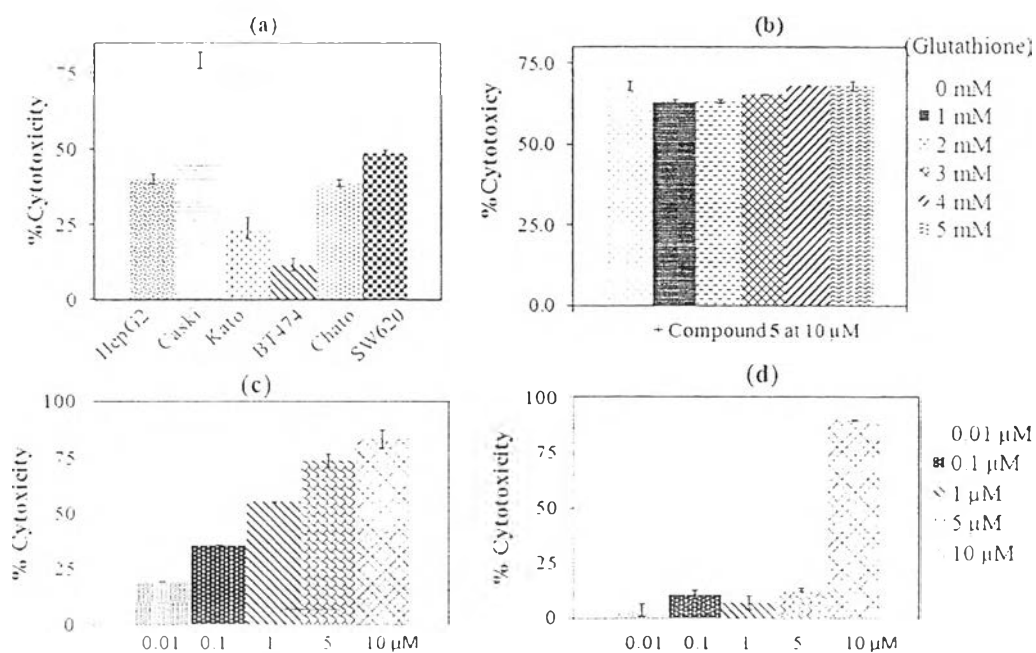 (a)
%Cytotoxicity
75
50
25
0
HepG2
Caski
Kato
BT474
Chato
SW620
(b)
%Cytotoxicy
75.0
50.0
25.0
0.0
+ Compound 5 at 10 µM
(Glutathione)
0 mM
1 mM
2 mM
3 mM
4 mM
5 mM
(c)
% Cytotoxicity
100
75
50
25
0
0.01 0.1 1 5 10 µM
(d)
% Cytotoxicity
100
75
50
25
0
0.01 0.1 1 5 10 µM
0.01 µM
0.1 µM
1 µM
5 µM
10 µM